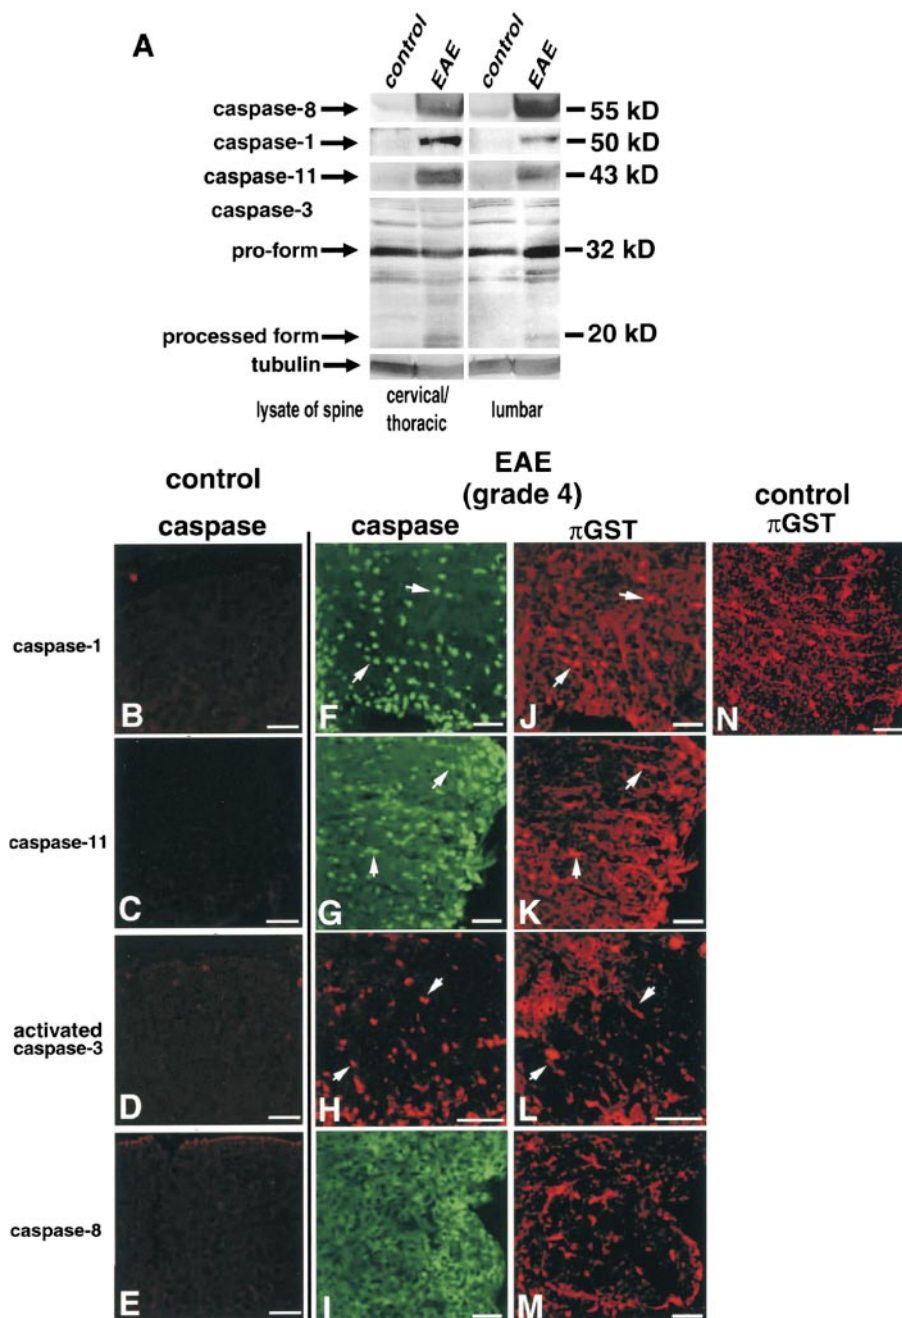 A
control EAE control EAE
caspase-8 55 kD
caspase-1 50 kD
caspase-11 43 kD
caspase-3
pro-form 32 kD
processed form 20 kD
tubulin
lysate of spine cervical/ thoracic lumbar
EAE
(grade 4)
control
caspase
caspase
πGST
control
πGST
caspase-1
B F J N
caspase-11
C G K
activated
caspase-3
D H L
caspase-8
E I M